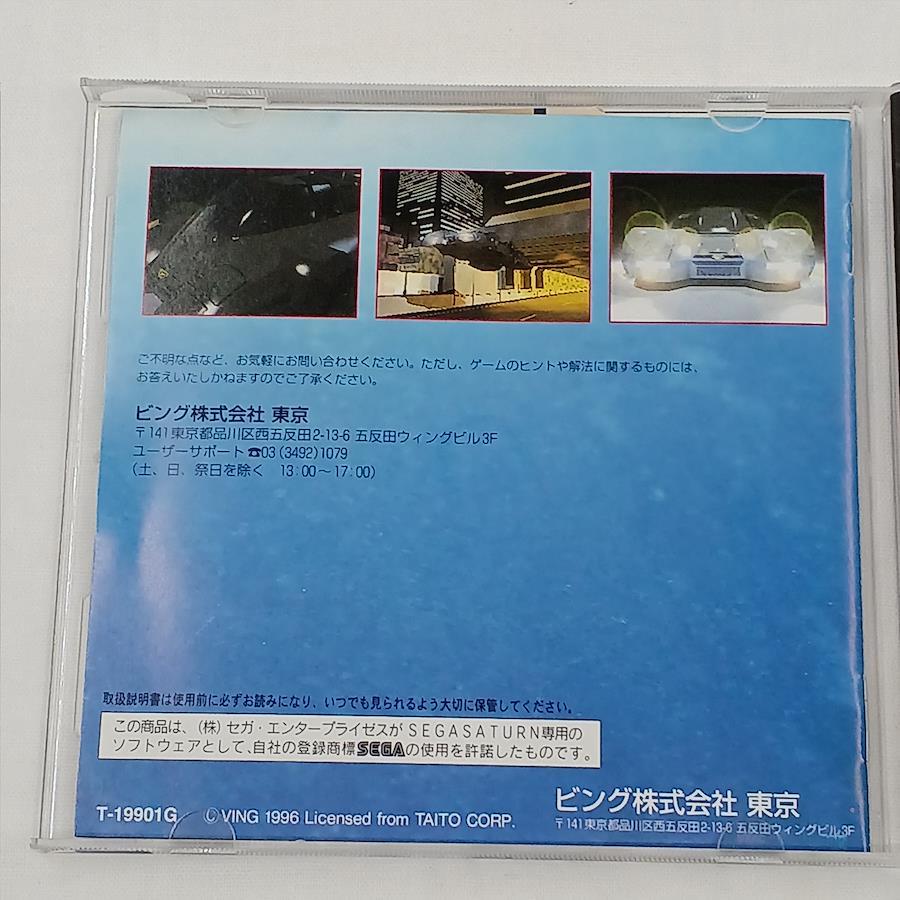 ご不明な点など、お気軽にお問い合わせください。ただし、ゲームのヒントや解法に関するものには、
お答えいたしかねますのでご了承ください。
ビング株式会社 東京
〒141 東京都品川区西五反田2-13-6 五反田ウィングビル3F
ユーザーサポート☎03(3492)1079
(土、日、祭日を除く 13:00～17:00)
取扱説明書は使用前に必ずお読みになり、いつでも見られるよう大切に保管してください。
この商品は、(株)セガ・エンタープライゼスがSEGASATURN専用の
ソフトウェアとして、自社の登録商標SEGAの使用を許諾したものです。
T-19901G ©VING 1996 Licensed from TAITO CORP.
ビング株式会社 東京
〒141 東京都品川区西五反田2-13-6 五反田ウィングビル3F